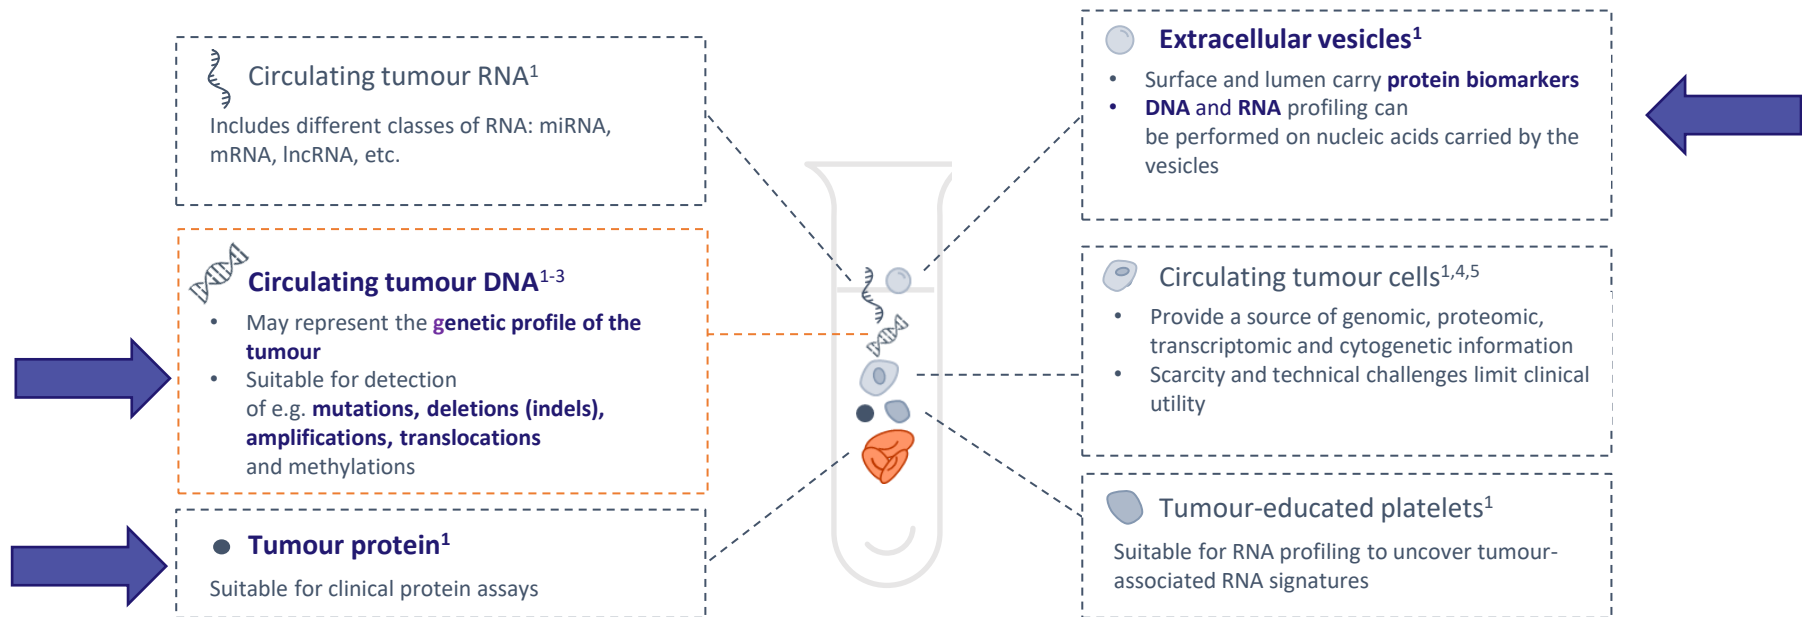 Circulating tumour RNA1
Includes different classes of RNA: miRNA,
mRNA, lncRNA, etc.
Circulating tumour DNA1-3
• May represent the genetic profile of the
tumour
• Suitable for detection
of e.g. mutations, deletions (indels),
amplifications, translocations
and methylations
Tumour protein1
Suitable for clinical protein assays
Extracellular vesicles1
• Surface and lumen carry protein biomarkers
• DNA and RNA profiling can
be performed on nucleic acids carried by the
vesicles
Circulating tumour cells1,4,5
• Provide a source of genomic, proteomic,
transcriptomic and cytogenetic information
• Scarcity and technical challenges limit clinical
utility
Tumour-educated platelets1
Suitable for RNA profiling to uncover tumour-
associated RNA signatures